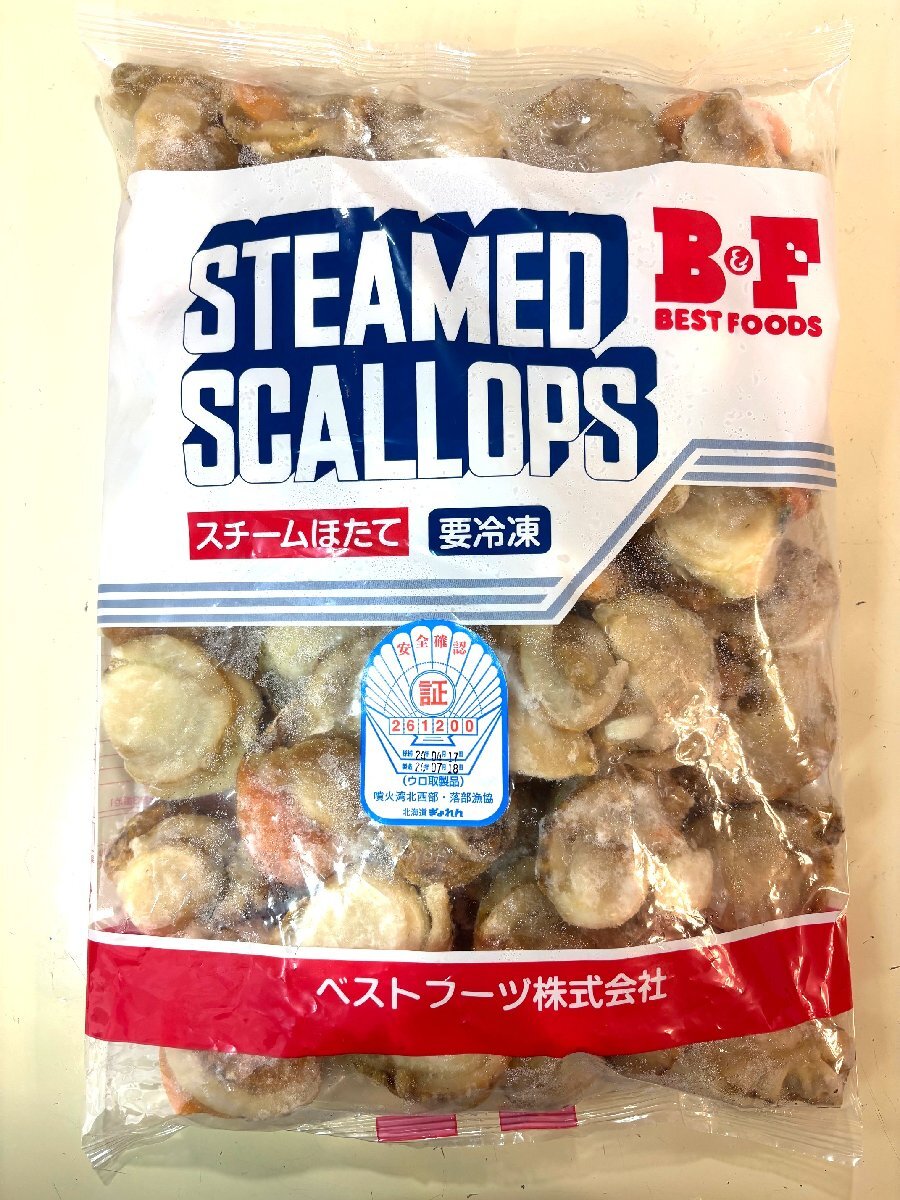 STEAMED
SCALLOPS
B&F
BEST FOODS
スチームほたて
要冷凍
安全確認
証
261200
(ウロ取製品)
噴火湾北西部・落部漁協
北海道ぎょれん
ベストフーヅ株式会社